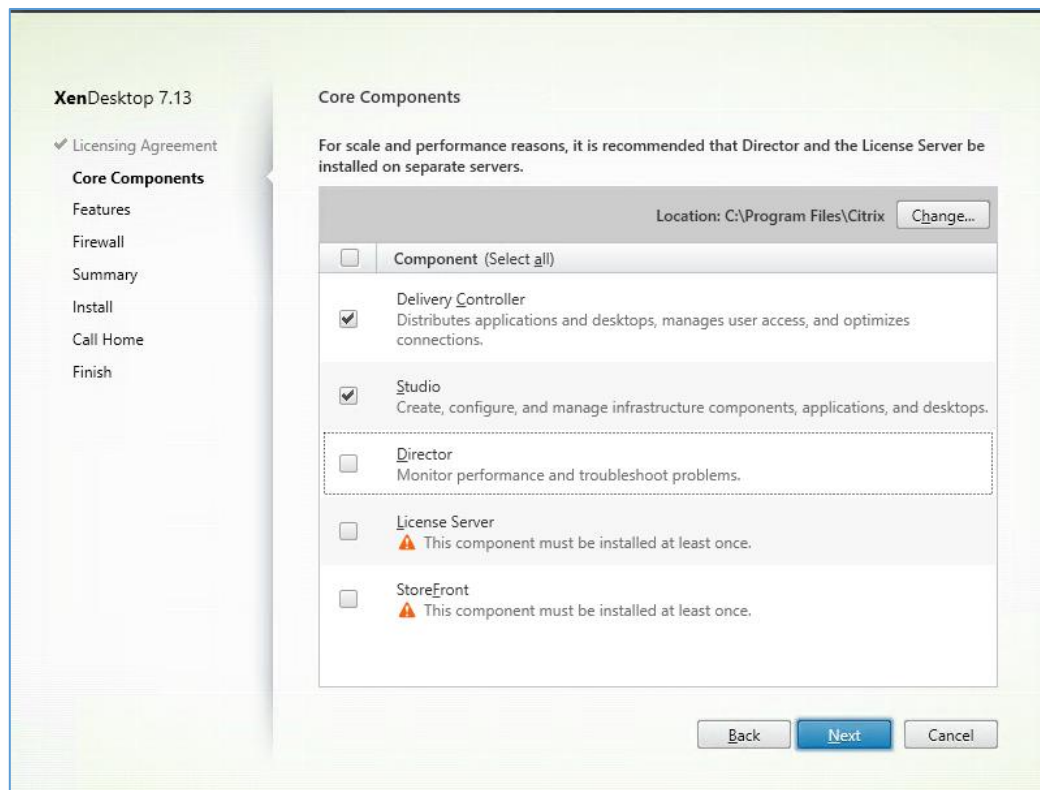 XenDesktop 7.13
Licensing Agreement
Core Components
Features
Firewall
Summary
Install
Call Home
Finish
Core Components
For scale and performance reasons, it is recommended that Director and the License Server be
installed on separate servers.
Location: C:\Program Files\Citrix
Change...
Component (Select all)
Delivery Controller
Distributes applications and desktops, manages user access, and optimizes
connections.
Studio
Create, configure, and manage infrastructure components, applications, and desktops.
Director
Monitor performance and troubleshoot problems.
License Server
This component must be installed at least once.
StoreFront
This component must be installed at least once.
Back
Next
Cancel